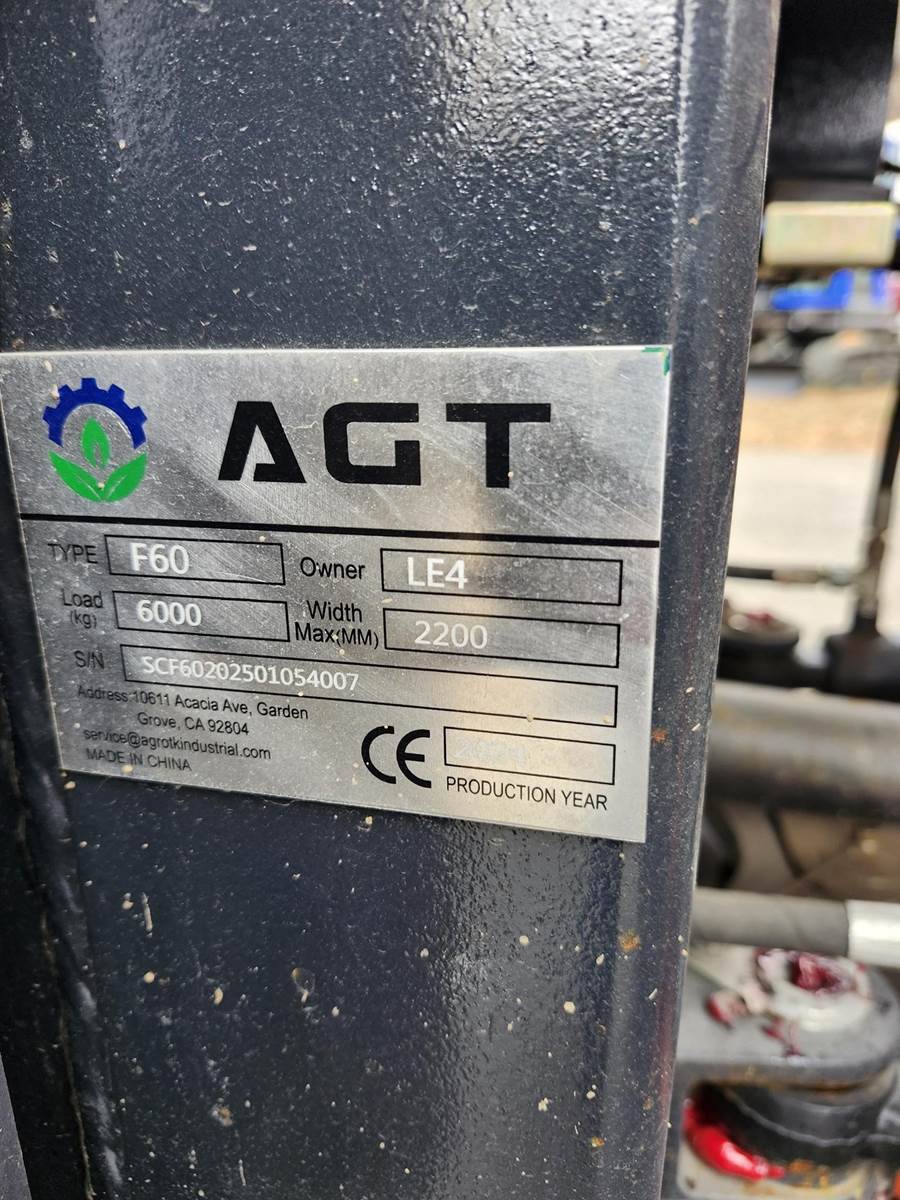 AGT
TYPE F60 Owner LE4
Load (kg) 6000 Width Max:(MM) 2200
S/N SCF60202501054007
Address:10611 Acacia Ave, Garden
Grove, CA 92804
service@agrotkindustrial.com
MADE IN CHINA
CE
PRODUCTION YEAR